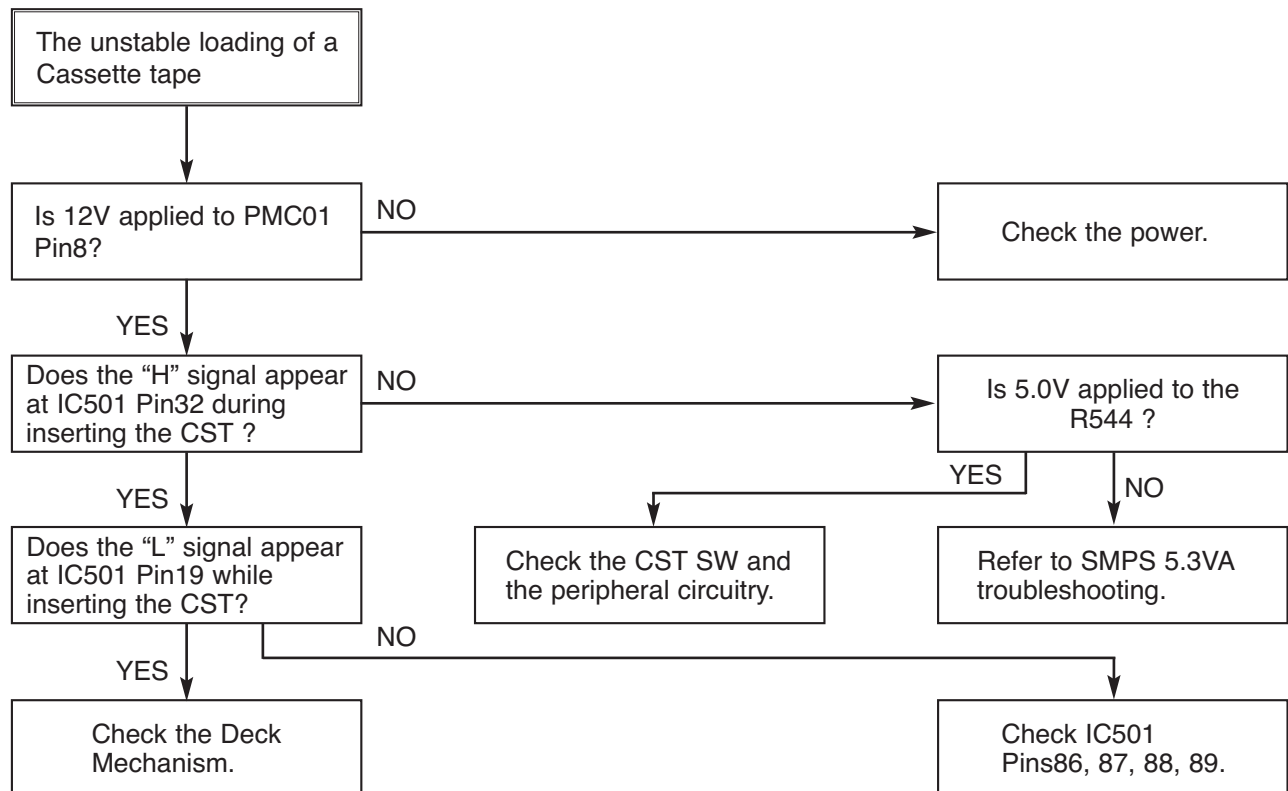 The unstable loading of a
Cassette tape
Is 12V applied to PMC01
Pin8?
NO
Check the power.
YES
Does the “H” signal appear
at IC501 Pin32 during
inserting the CST ?
NO
Is 5.0V applied to the
R544 ?
YES
YES
NO
Does the “L” signal appear
at IC501 Pin19 while
inserting the CST?
Check the CST SW and
the peripheral circuitry.
Refer to SMPS 5.3VA
troubleshooting.
NO
YES
Check the Deck
Mechanism.
Check IC501
Pins86, 87, 88, 89.